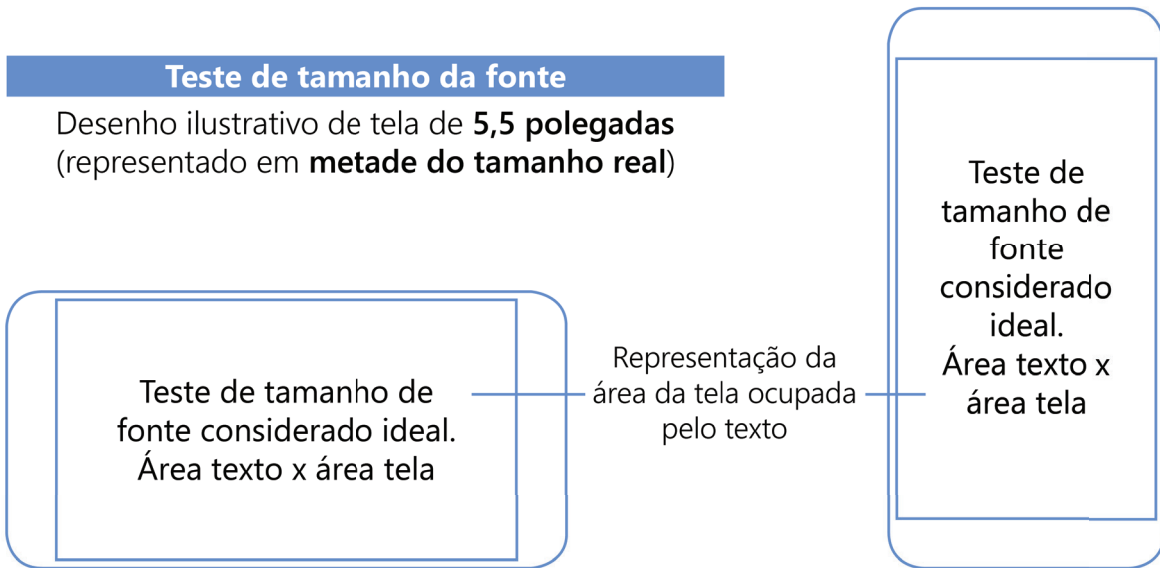 Teste de tamanho da fonte
Desenho ilustrativo de tela de 5,5 polegadas
(representado em metade do tamanho real)
Teste de tamanho de
fonte considerado ideal.
Área texto x área tela
Representação da
área da tela ocupada
pelo texto
Teste de
tamanho de
fonte
considerado
ideal.
Área texto x
área tela